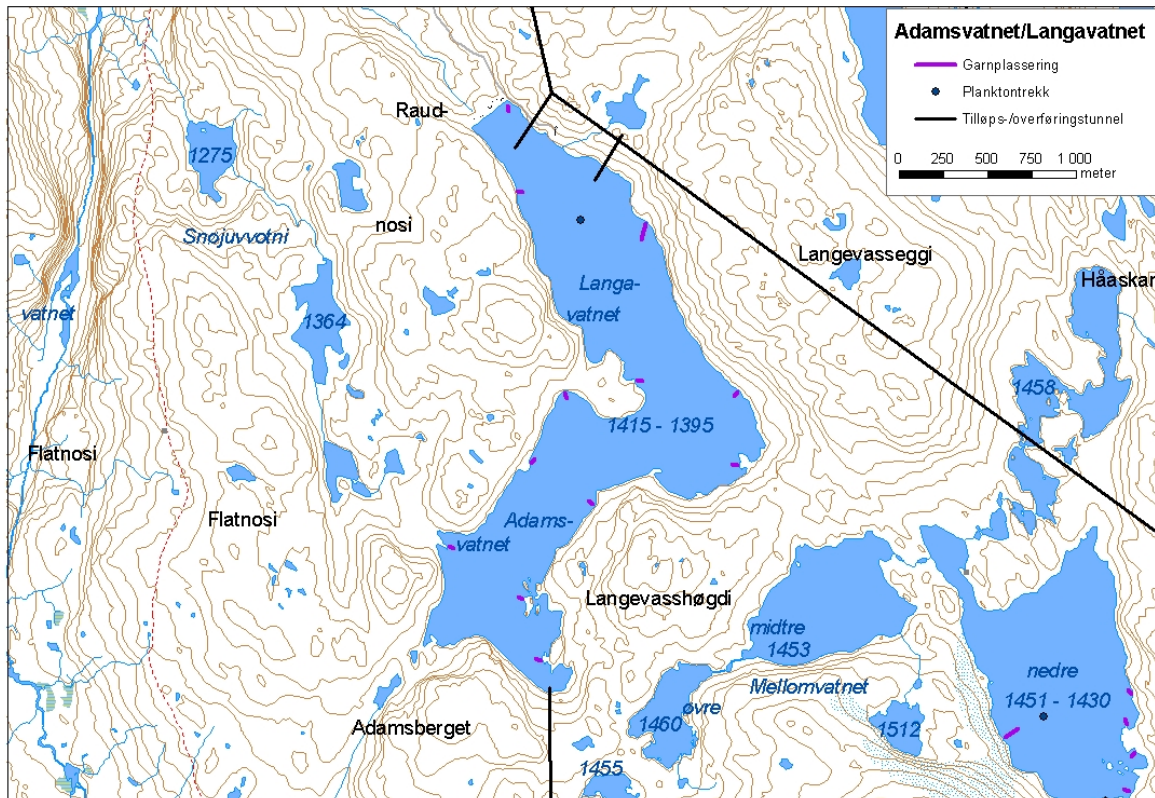 Adamsvatnet/Langavatnet
Garnplassering
Planktontrekk
Tilløps-/overføringstunnel
0 250 500 750 1 000
meter
Raud-
1275
nosi
Snøjuvvotni
Langevasseggi
Håaskar
Langa-
vatnet
vatnet
1364
1458
1415 - 1395
Flatnosi
Flatnosi
Adams-
vatnet
Langevasshøgdi
midtre
1453
nedre
1451 - 1430
Mellomvatnet
øvre
1460
1512
Adamsberget
1455